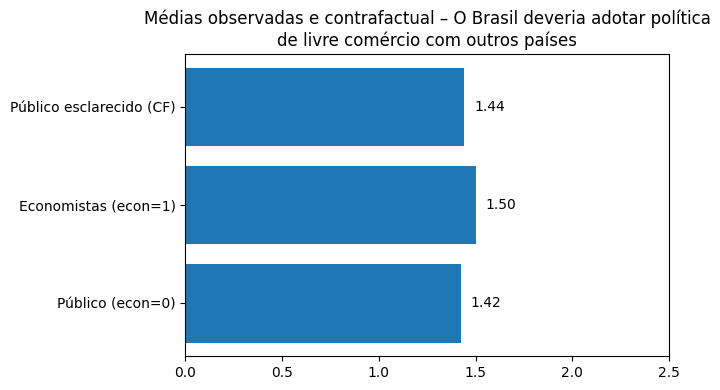 Médias observadas e contrafactual – O Brasil deveria adotar política
de livre comércio com outros países
Público esclarecido (CF)
1.44
Economistas (econ=1)
1.50
Público (econ=0)
1.42
0.0
0.5
1.0
1.5
2.0
2.5